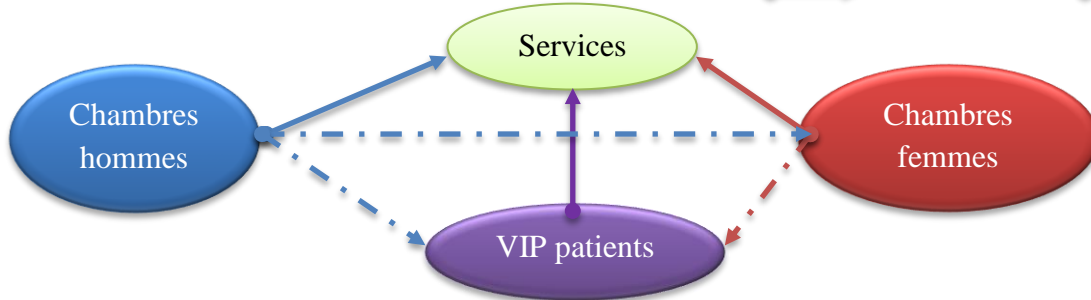 Services
Chambres
hommes
Chambres
femmes
VIP patients